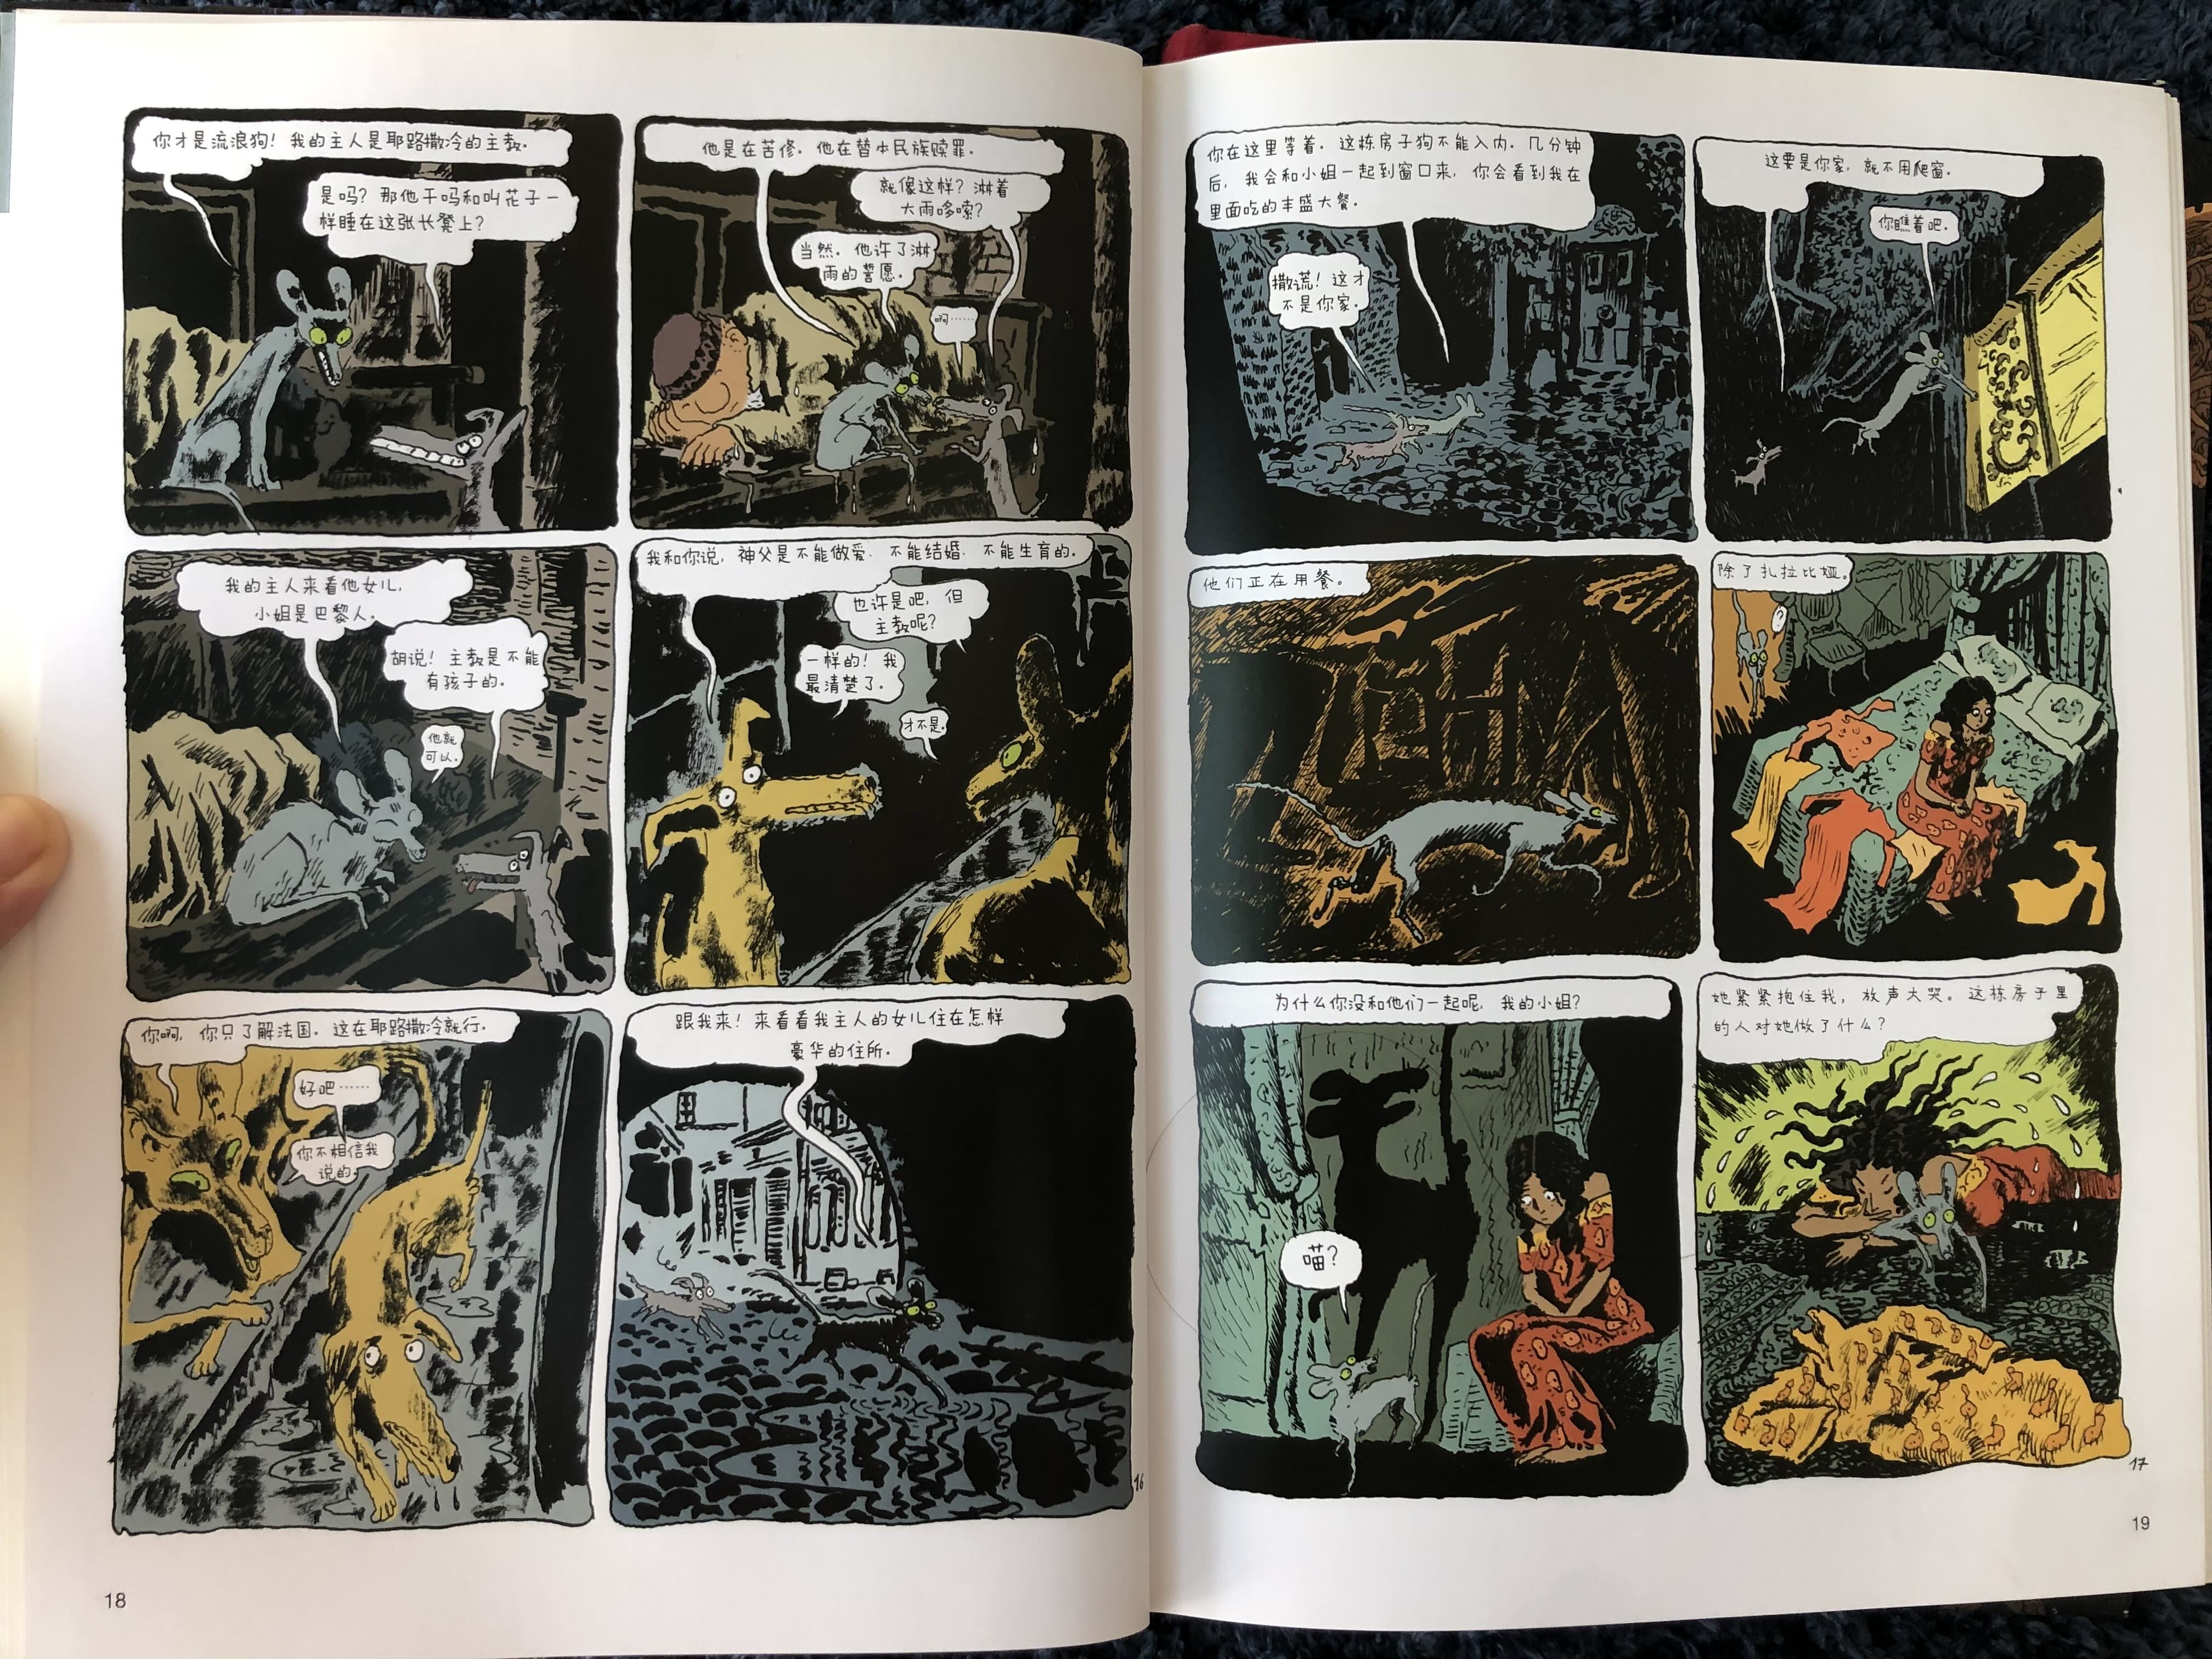 你才是流浪狗！我的主人是耶路撒冷的主教.
是吗？那他干吗和叫花子一
样睡在这张长凳上？
他是在苦修.他在替本民族赎罪.
就像这样？淋着
大雨哆嗦？
当然.他许了淋
雨的誓愿.
啊……
我的主人来看他女儿,
小姐是巴黎人.
胡说！主教是不能
有孩子的.
他就
可以.
我和你说,神父是不能做爱.不能结婚.不能生育的.
也许是吧,但
主教呢？
一样的！我
最清楚了.
才不是.
你啊,你只了解法国.这在耶路撒冷就行.
好吧……
你不相信我
说的.
跟我来！来看看我主人的女儿住在怎样
豪华的住所.
16
18
你在这里等着.这栋房子狗不能入内.几分钟
后,我会和小姐一起到窗口来,你会看到我在
里面吃的丰盛大餐.
撒谎！这才
不是你家.
这要是你家,就不用爬窗.
你瞧着吧.
他们正在用餐。
除了扎拉比娅。
?
为什么你没和他们一起呢,我的小姐？
喵？
她紧紧抱住我,放声大哭。这栋房子里
的人对她做了什么？
17
19